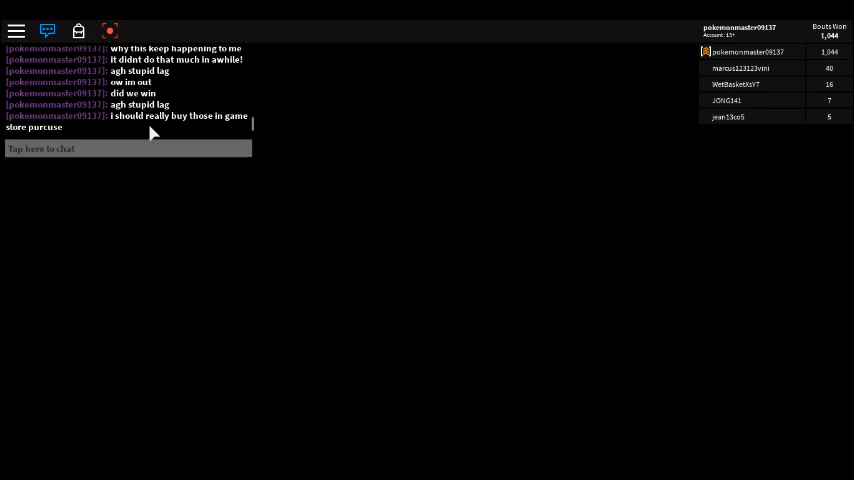 [pokemonmaster09137]: why this keep happening to me
[pokemonmaster09137]: it didnt do that much in awhile!
[pokemonmaster09137]: agh stupid lag
[pokemonmaster09137]: ow im out
[pokemonmaster09137]: did we win
[pokemonmaster09137]: agh stupid lag
[pokemonmaster09137]: i should really buy those in game
store purcuse
Tap here to chat
pokemonmaster09137 Bouts Won
Account: 13+ 1,044
pokemonmaster09137 1,044
marcus123123vini 40
WetBasketXsYT 16
JONG141 7
jean13co5 5